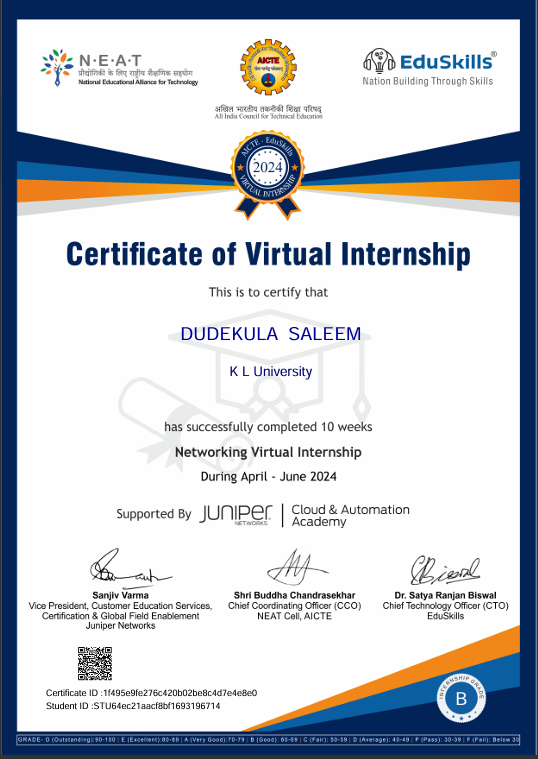 N·E·A·T
प्रौद्योगिकी के लिए राष्ट्रीय शैक्षणिक सहयोग
National Educational Alliance for Technology
AICTE
अखिल भारतीय तकनीकी शिक्षा परिषद्
All India Council for Technical Education
EduSkills®
Nation Building Through Skills
AICTE - EduSkills
2024
VIRTUAL INTERNSHIP
Certificate of Virtual Internship
This is to certify that
DUDEKULA SALEEM
K L University
has successfully completed 10 weeks
Networking Virtual Internship
During April - June 2024
Supported By JUNIPER NETWORKS | Cloud & Automation Academy
Sanjiv Varma
Vice President, Customer Education Services,
Certification & Global Field Enablement
Juniper Networks
Shri Buddha Chandrasekhar
Chief Coordinating Officer (CCO)
NEAT Cell, AICTE
Dr. Satya Ranjan Biswal
Chief Technology Officer (CTO)
EduSkills
Certificate ID :1f495e9fe276c420b02be8c4d7e4e8e0
Student ID :STU64ec21aacf8bf1693196714
INTERNSHIP GRADE
B
GRADE- O (Outstanding):90-100 | E (Excellent):80-89 | A (Very Good):70-79 | B (Good): 60-69 | C (Fair): 50-59 | D (Average): 40-49 | P (Pass): 30-39 | F (Fail): Below 30